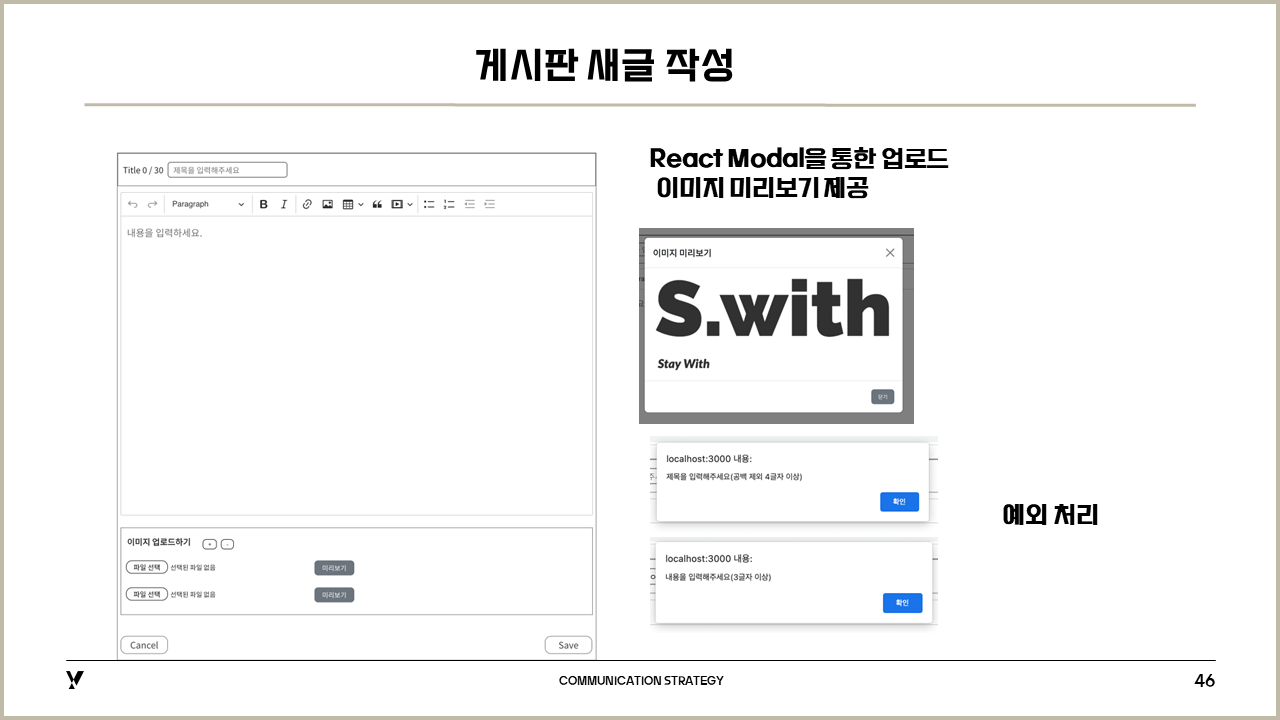 게시판 새글 작성
Title 0 / 30 제목을 입력해주세요
Paragraph B I
내용을 입력하세요.
이미지 업로드하기 + -
파일 선택 선택된 파일 없음 미리보기
파일 선택 선택된 파일 없음 미리보기
Cancel Save
React Modal을 통한 업로드
이미지 미리보기 제공
이미지 미리보기
S.with
Stay With
닫기
localhost:3000 내용:
제목을 입력해주세요(공백 제외 4글자 이상)
확인
localhost:3000 내용:
내용을 입력해주세요(3글자 이상)
확인
예외 처리
COMMUNICATION STRATEGY
46